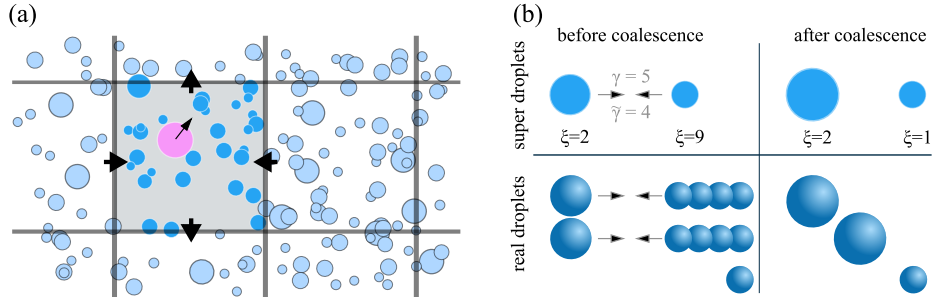 (a)
(b)
before coalescence
after coalescence
super droplets
γ = 5
γ̃ = 4
ξ=2
ξ=9
ξ=2
ξ=1
real droplets